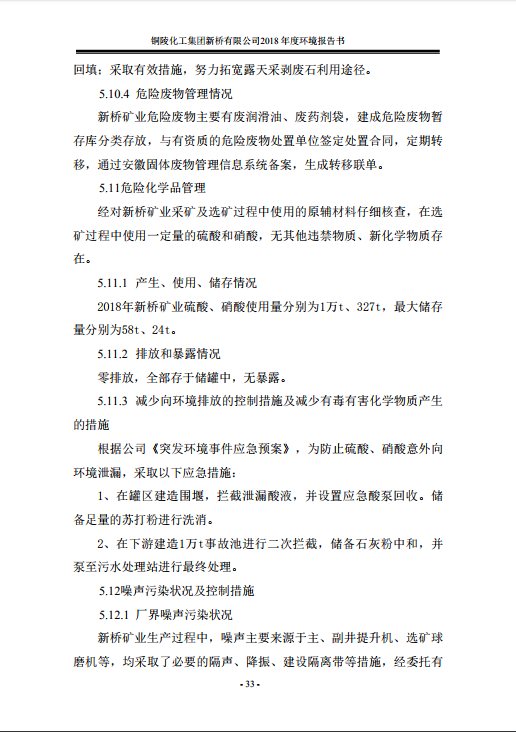 铜陵化工集团新桥有限公司2018 年度环境报告书
回填；采取有效措施，努力拓宽露天采剥废石利用途径。
5.10.4 危险废物管理情况
新桥矿业危险废物主要有废润滑油、废药剂袋，建成危险废物暂
存库分类存放，与有资质的危险废物处置单位签定处置合同，定期转
移，通过安徽固体废物管理信息系统备案，生成转移联单。
5.11危险化学品管理
经对新桥矿业采矿及选矿过程中使用的原辅材料仔细核查，在选
矿过程中使用一定量的硫酸和硝酸，无其他违禁物质、新化学物质存
在。
5.11.1 产生、使用、储存情况
2018年新桥矿业硫酸、硝酸使用量分别为1万t、327t，最大储存
量分别为58t、24t。
5.11.2 排放和暴露情况
零排放，全部存于储罐中，无暴露。
5.11.3 减少向环境排放的控制措施及减少有毒有害化学物质产生
的措施
根据公司《突发环境事件应急预案》，为防止硫酸、硝酸意外向
环境泄漏，采取以下应急措施：
1、在罐区建造围堰，拦截泄漏酸液，并设置应急酸泵回收。储
备足量的苏打粉进行洗消。
2、在下游建造1万t事故池进行二次拦截，储备石灰粉中和，并
泵至污水处理站进行最终处理。
5.12噪声污染状况及控制措施
5.12.1 厂界噪声污染状况
新桥矿业生产过程中，噪声主要来源于主、副井提升机、选矿球
磨机等，均采取了必要的隔声、降振、建设隔离带等措施，经委托有
- 33 -